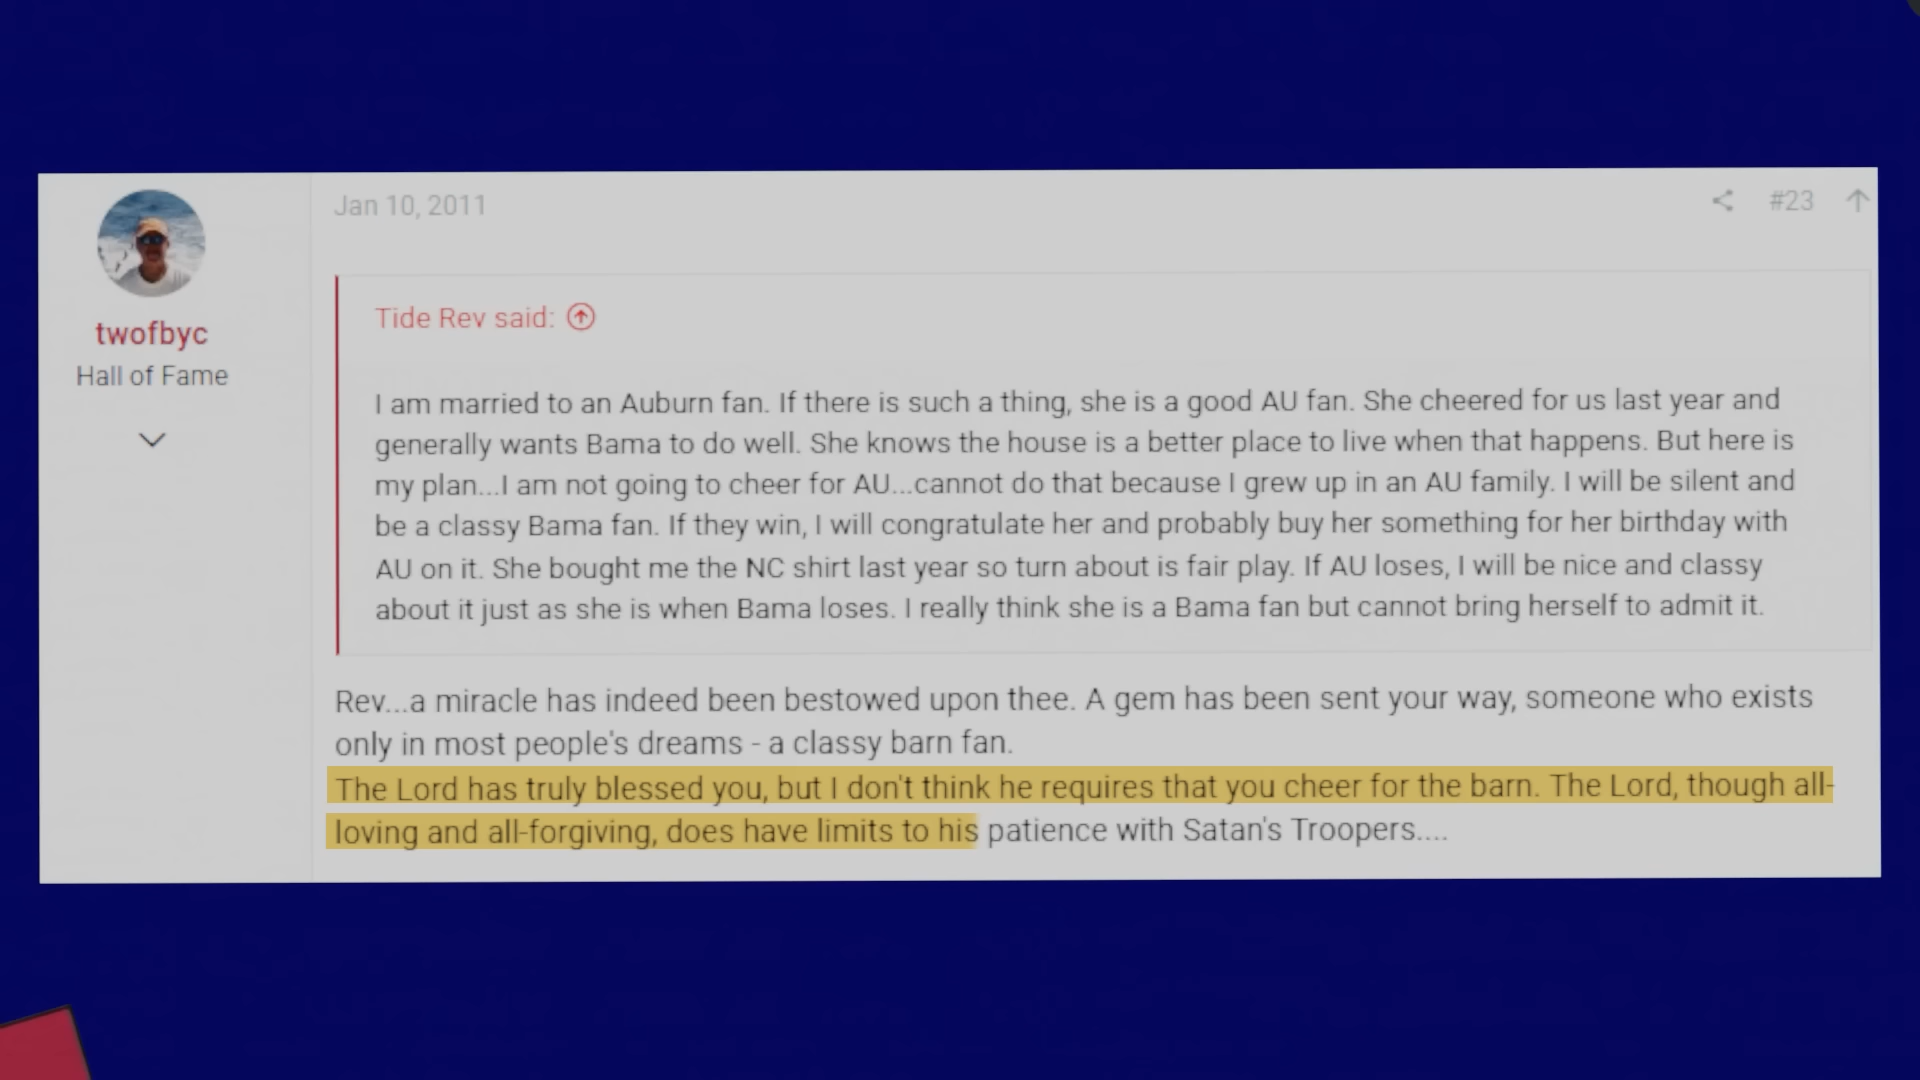 Jan 10, 2011
#23
twofbyc
Hall of Fame
Tide Rev said:
I am married to an Auburn fan. If there is such a thing, she is a good AU fan. She cheered for us last year and
generally wants Bama to do well. She knows the house is a better place to live when that happens. But here is
my plan...I am not going to cheer for AU...cannot do that because I grew up in an AU family. I will be silent and
be a classy Bama fan. If they win, I will congratulate her and probably buy her something for her birthday with
AU on it. She bought me the NC shirt last year so turn about is fair play. If AU loses, I will be nice and classy
about it just as she is when Bama loses. I really think she is a Bama fan but cannot bring herself to admit it.
Rev...a miracle has indeed been bestowed upon thee. A gem has been sent your way, someone who exists
only in most people's dreams - a classy barn fan.
The Lord has truly blessed you, but I don't think he requires that you cheer for the barn. The Lord, though all-
loving and all-forgiving, does have limits to his patience with Satan's Troopers....